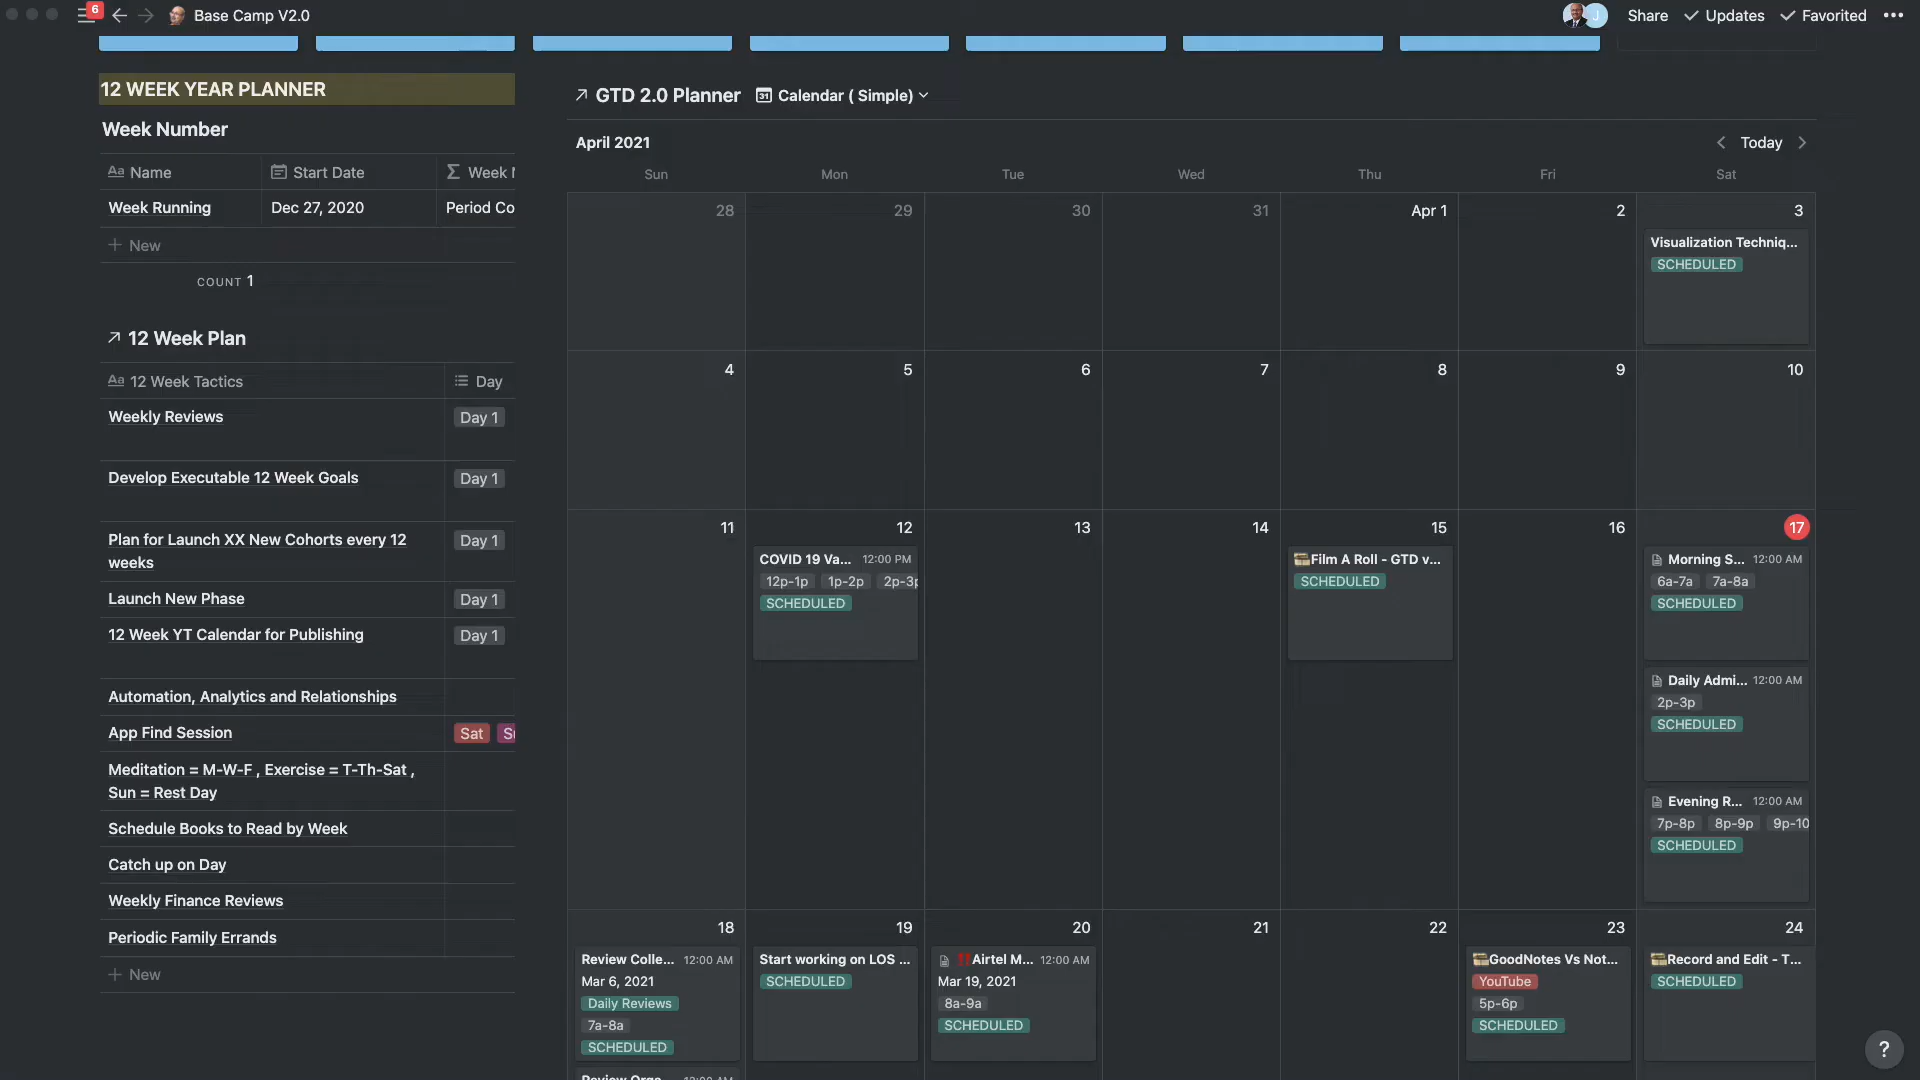 6
Base Camp V2.0
J
Share
Updates
Favorited
12 WEEK YEAR PLANNER
Week Number
Aa Name
Start Date
Σ Week
Week Running
Dec 27, 2020
Period Co
+ New
COUNT 1
↗ 12 Week Plan
Aa 12 Week Tactics
Day
Weekly Reviews
Day 1
Develop Executable 12 Week Goals
Day 1
Plan for Launch XX New Cohorts every 12
weeks
Day 1
Launch New Phase
Day 1
12 Week YT Calendar for Publishing
Day 1
Automation, Analytics and Relationships
App Find Session
Sat
Meditation = M-W-F , Exercise = T-Th-Sat ,
Sun = Rest Day
Schedule Books to Read by Week
Catch up on Day
Weekly Finance Reviews
Periodic Family Errands
+ New
↗ GTD 2.0 Planner
31 Calendar ( Simple)
April 2021
Today
Sun Mon Tue Wed Thu Fri Sat
28 29 30 31 Apr 1 2 3
Visualization Techniq...
SCHEDULED
4 5 6 7 8 9 10
11 12 13 14 15 16 17
COVID 19 Va... 12:00 PM
12p-1p 1p-2p 2p-3p
SCHEDULED
Film A Roll - GTD v...
SCHEDULED
Morning S... 12:00 AM
6a-7a 7a-8a
SCHEDULED
Daily Admi... 12:00 AM
2p-3p
SCHEDULED
Evening R... 12:00 AM
7p-8p 8p-9p 9p-10
SCHEDULED
18 19 20 21 22 23 24
Review Colle... 12:00 AM
Mar 6, 2021
Daily Reviews
7a-8a
SCHEDULED
Start working on LOS ...
SCHEDULED
‼Airtel M... 12:00 AM
Mar 19, 2021
8a-9a
SCHEDULED
GoodNotes Vs Not...
YouTube
5p-6p
SCHEDULED
Record and Edit - T...
SCHEDULED
?